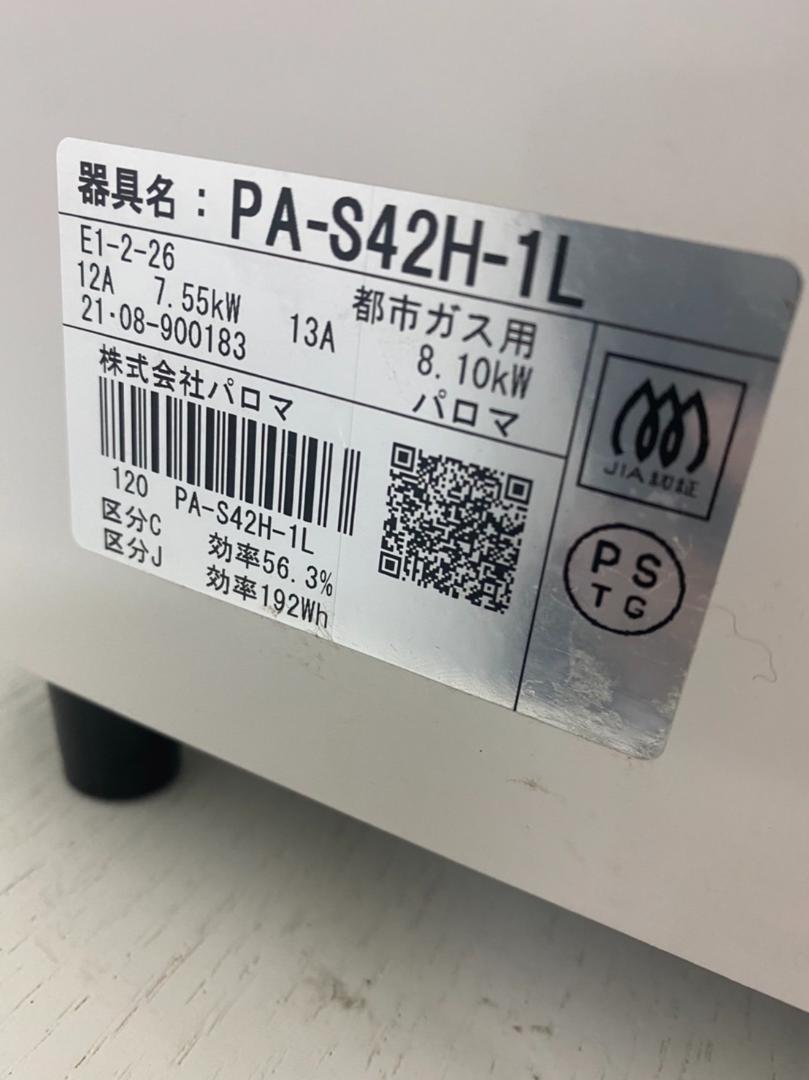 器具名：PA-S42H-1L
E1-2-26 都市ガス用
12A 7.55kW 13A 8.10kW
21・08-900183 パロマ
株式会社パロマ
120 PA-S42H-1L
区分C 効率56.3%
区分J 効率192Wh
JIA認証
PS
TG